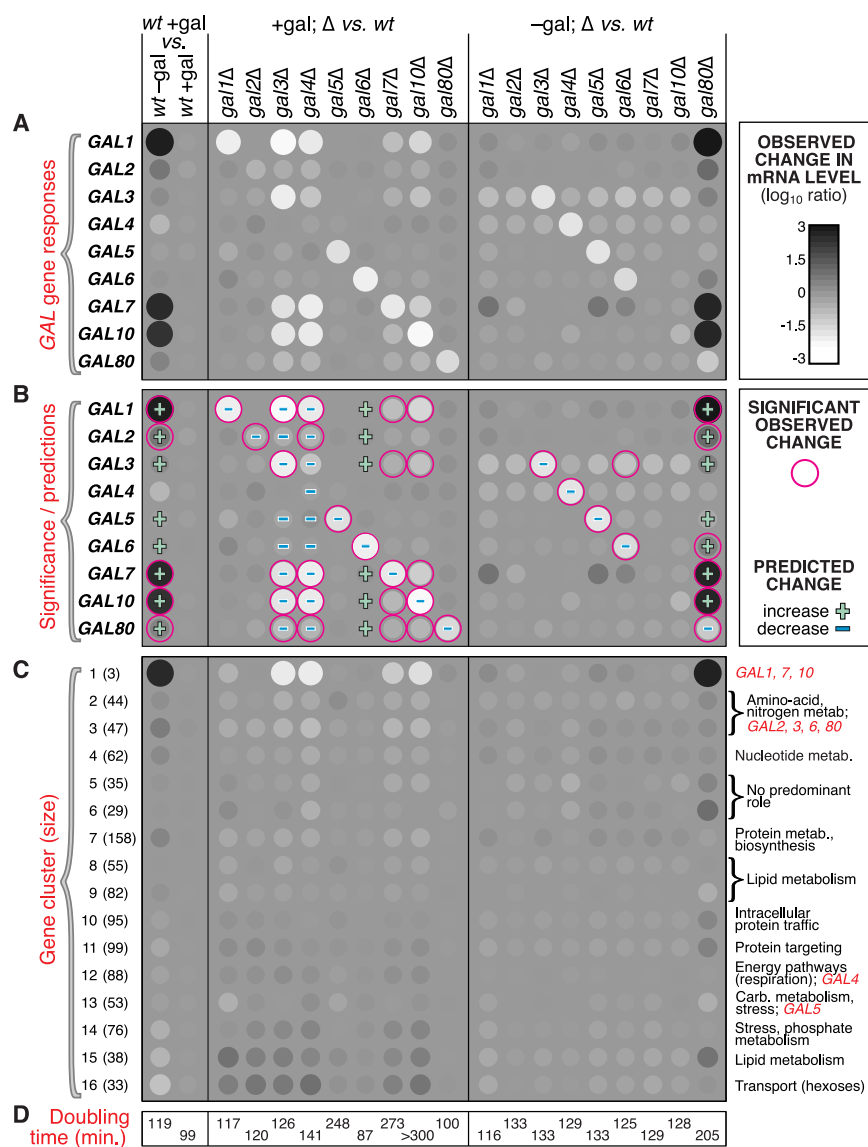 wt +gal
vs.
wt –gal
wt +gal
+gal; Δ vs. wt
gal1Δ
gal2Δ
gal3Δ
gal4Δ
gal5Δ
gal6Δ
gal7Δ
gal10Δ
gal80Δ
–gal; Δ vs. wt
gal1Δ
gal2Δ
gal3Δ
gal4Δ
gal5Δ
gal6Δ
gal7Δ
gal10Δ
gal80Δ
A
GAL gene responses
GAL1
GAL2
GAL3
GAL4
GAL5
GAL6
GAL7
GAL10
GAL80
OBSERVED
CHANGE IN
mRNA LEVEL
(log10 ratio)
3
1.5
0
-1.5
-3
B
Significance / predictions
GAL1
GAL2
GAL3
GAL4
GAL5
GAL6
GAL7
GAL10
GAL80
SIGNIFICANT
OBSERVED
CHANGE
PREDICTED
CHANGE
increase +
decrease –
C
Gene cluster (size)
1 (3)
2 (44)
3 (47)
4 (62)
5 (35)
6 (29)
7 (158)
8 (55)
9 (82)
10 (95)
11 (99)
12 (88)
13 (53)
14 (76)
15 (38)
16 (33)
GAL1, 7, 10
Amino-acid,
nitrogen metab;
GAL2, 3, 6, 80
Nucleotide metab.
No predominant
role
Protein metab.,
biosynthesis
Lipid metabolism
Intracellular
protein traffic
Protein targeting
Energy pathways
(respiration); GAL4
Carb. metabolism,
stress; GAL5
Stress, phosphate
metabolism
Lipid metabolism
Transport (hexoses)
D
Doubling
time (min.)
119 99
117 120 126 141 248 87 273 >300 100
116 133 133 129 133 125 129 128 205